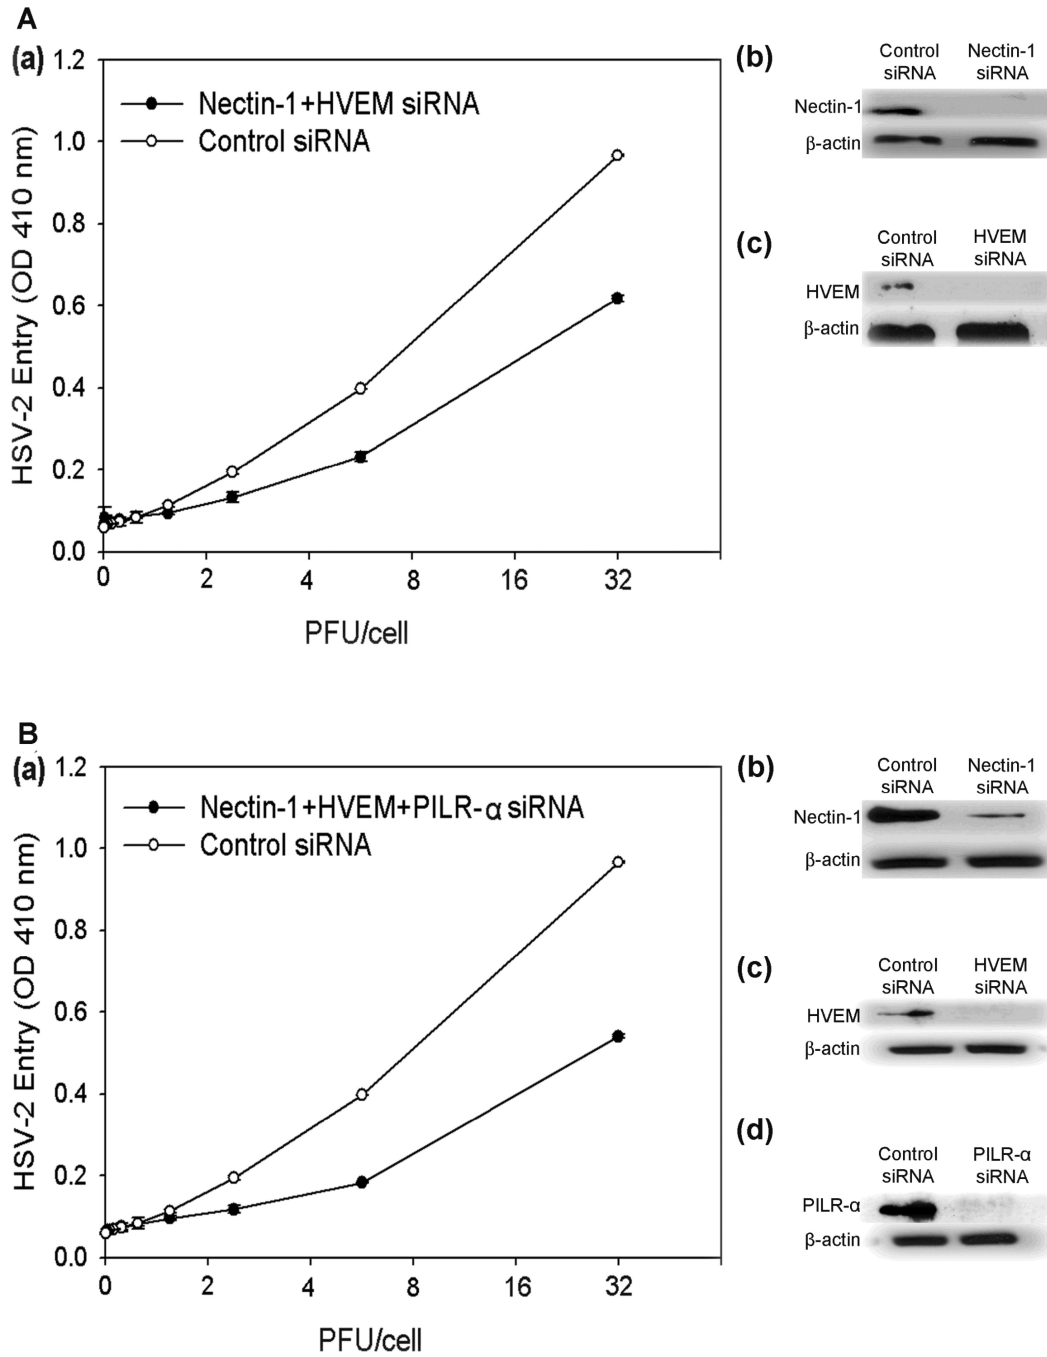 A
(a)
1.2
1.0
0.8
0.6
0.4
0.2
0.0
HSV-2 Entry (OD 410 nm)
Nectin-1+HVEM siRNA
Control siRNA
0 2 4 8 16 32
PFU/cell
(b)
Control Nectin-1
siRNA siRNA
Nectin-1
β-actin
(c)
Control HVEM
siRNA siRNA
HVEM
β-actin
B
(a)
1.2
1.0
0.8
0.6
0.4
0.2
0.0
HSV-2 Entry (OD 410 nm)
Nectin-1+HVEM+PILR-α siRNA
Control siRNA
0 2 4 8 16 32
PFU/cell
(b)
Control Nectin-1
siRNA siRNA
Nectin-1
β-actin
(c)
Control HVEM
siRNA siRNA
HVEM
β-actin
(d)
Control PILR-α
siRNA siRNA
PILR-α
β-actin